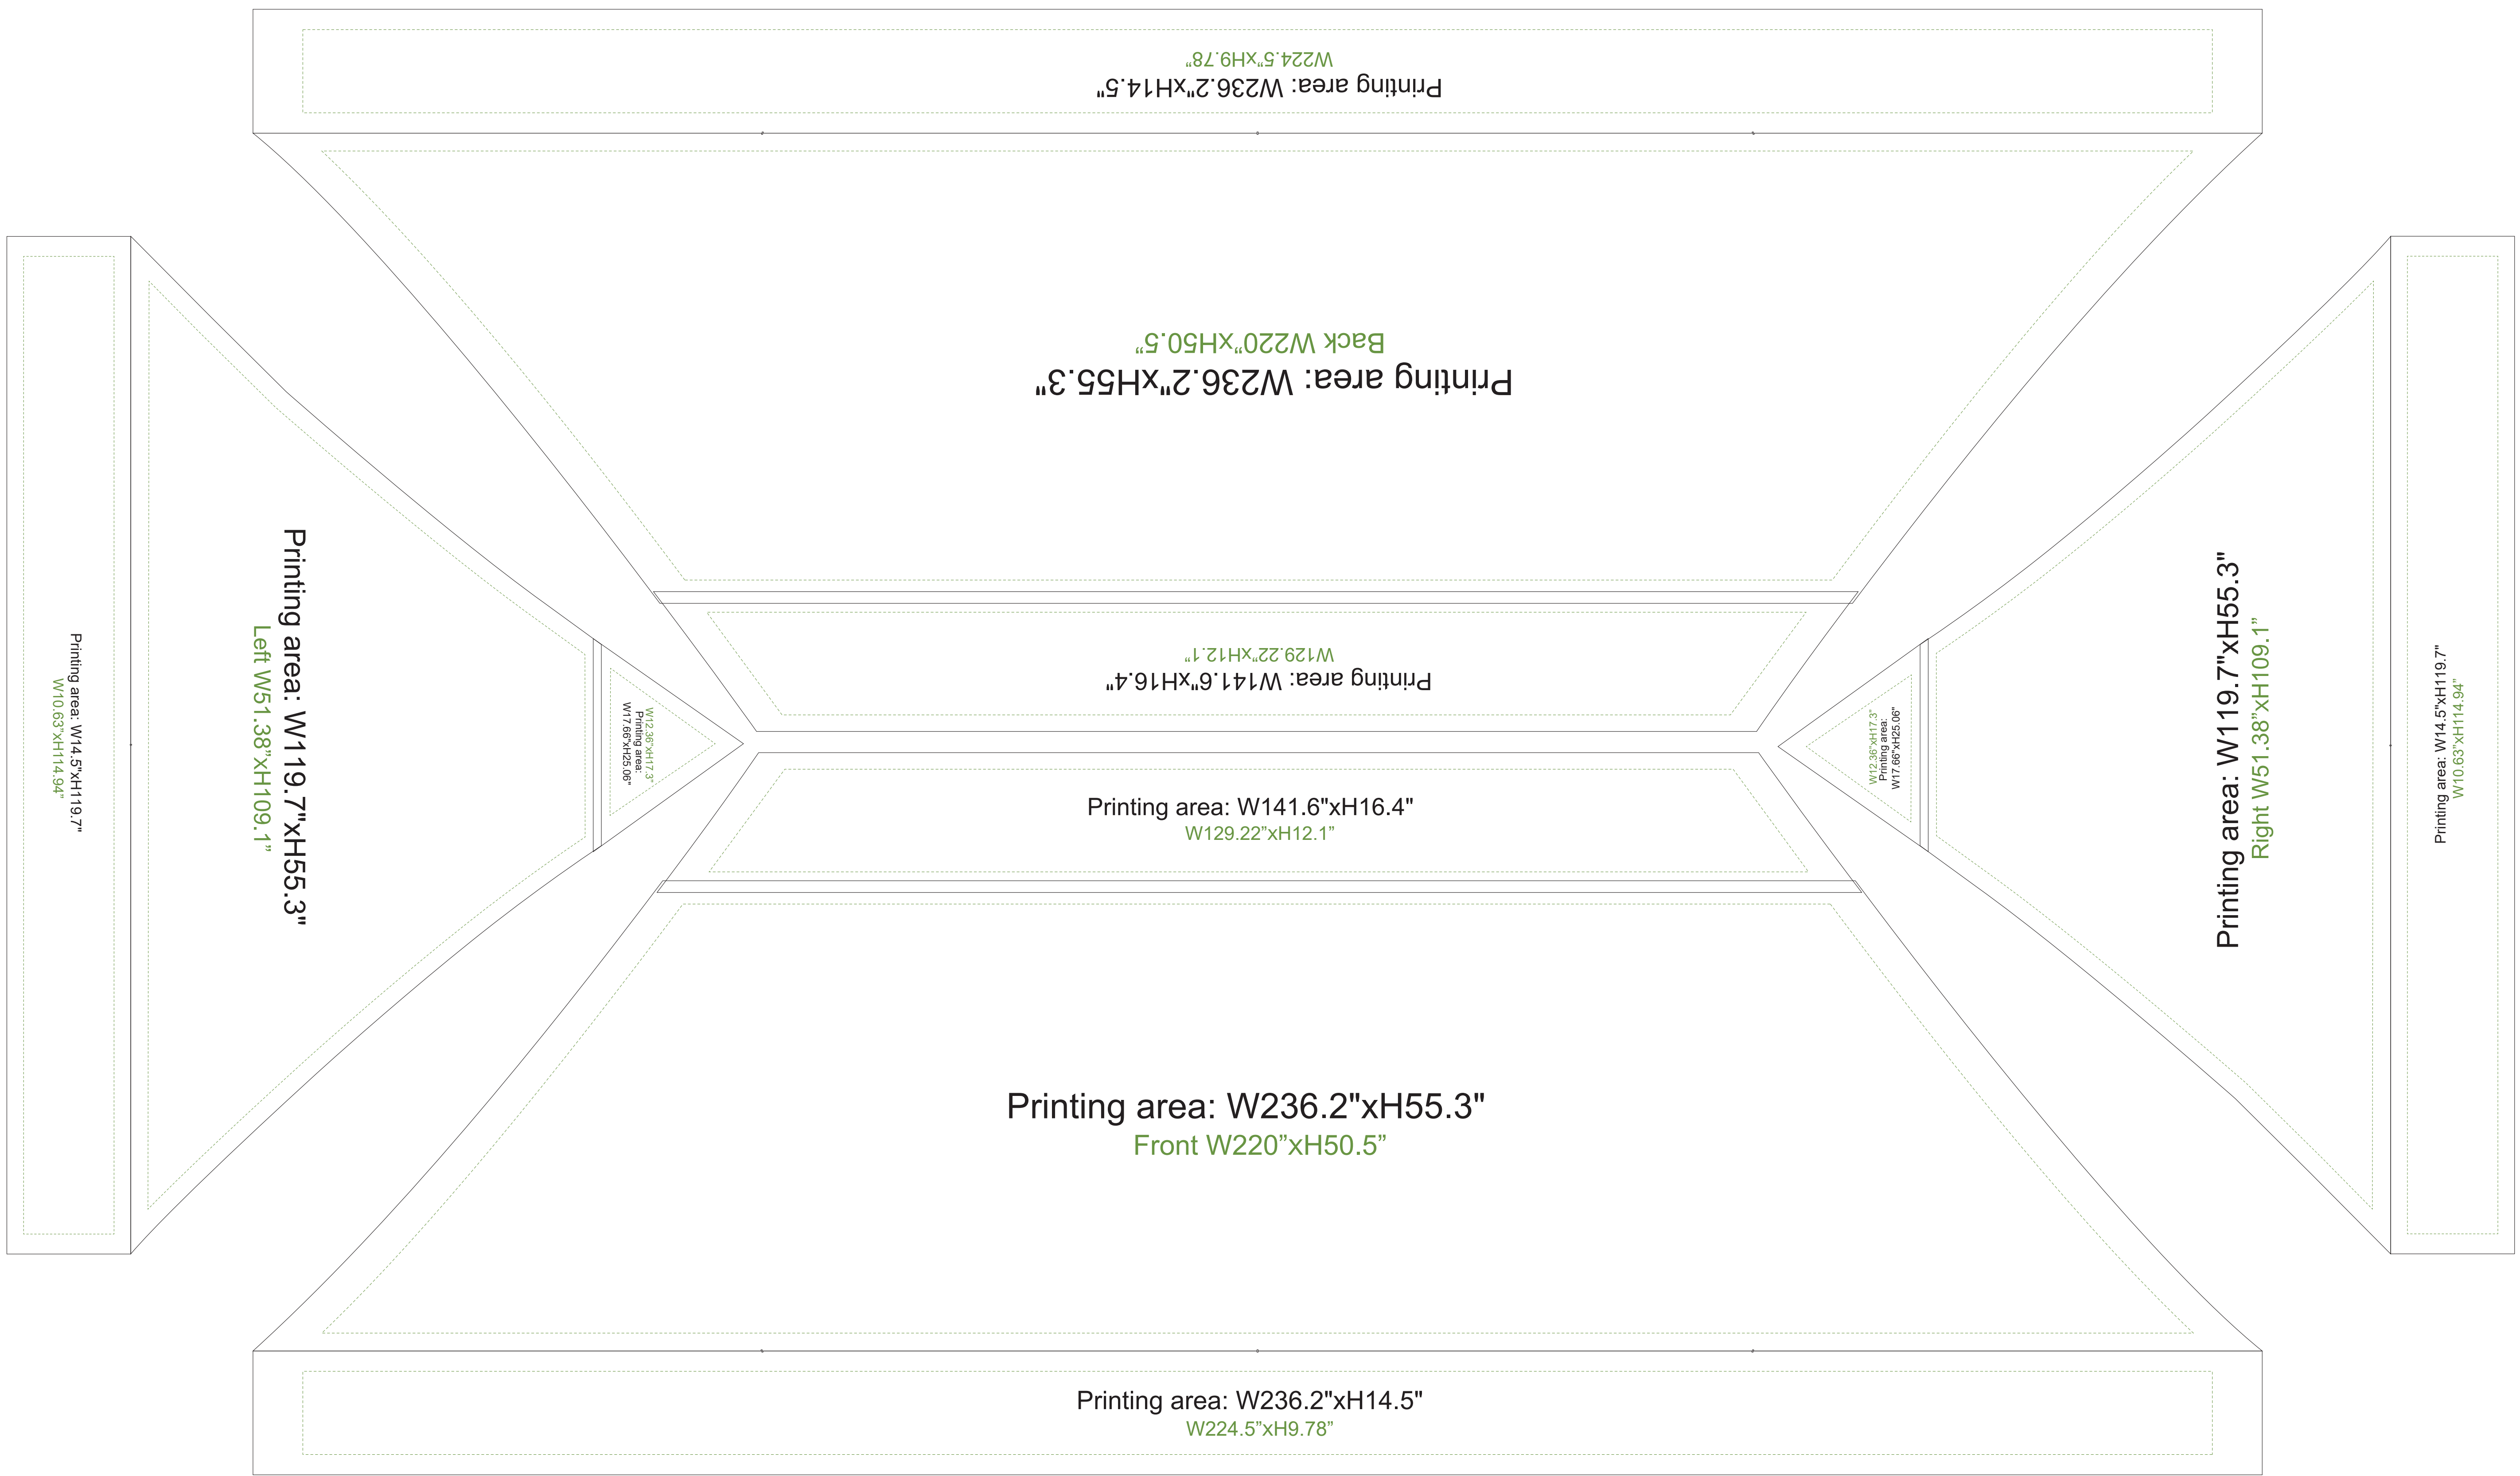 W224.5”xH9.78”
Printing area: W236.2"xH14.5"
Back W220”xH50.5”
Printing area: W236.2"xH55.3"
W129.22”xH12.1”
Printing area: W141.6"xH16.4"
Printing area: W14.5"xH119.7"
W10.63”xH114.94”
Printing area: W119.7"xH55.3"
Left W51.38”xH109.1”
W12.36”xH17.3”
Printing area:
W17.66"xH25.06"
Printing area: W141.6"xH16.4"
W129.22”xH12.1”
W12.36”xH17.3”
Printing area:
W17.66"xH25.06"
Printing area: W119.7"xH55.3"
Right W51.38”xH109.1”
Printing area: W14.5"xH119.7"
W10.63”xH114.94”
Printing area: W236.2"xH55.3"
Front W220”xH50.5”
Printing area: W236.2"xH14.5"
W224.5”xH9.78”